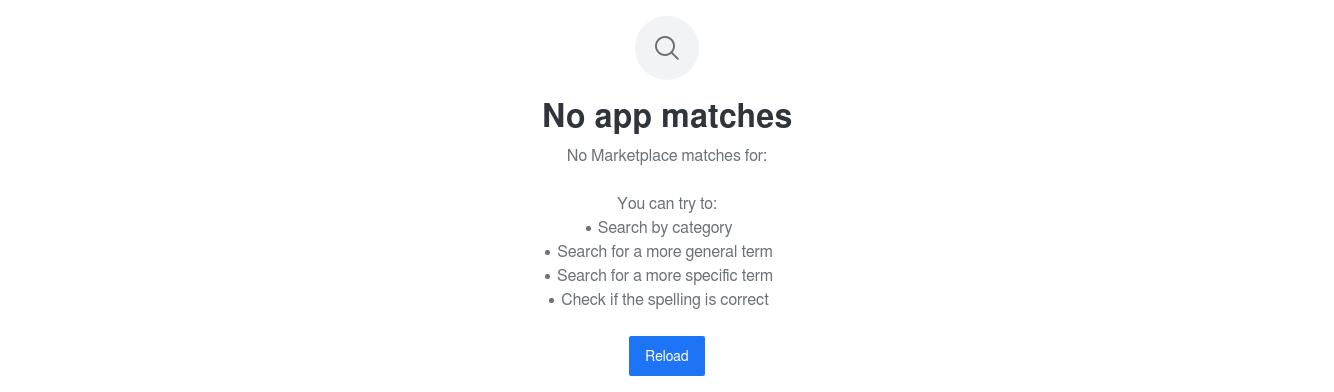 No app matches
No Marketplace matches for:
You can try to:
• Search by category
• Search for a more general term
• Search for a more specific term
• Check if the spelling is correct
Reload